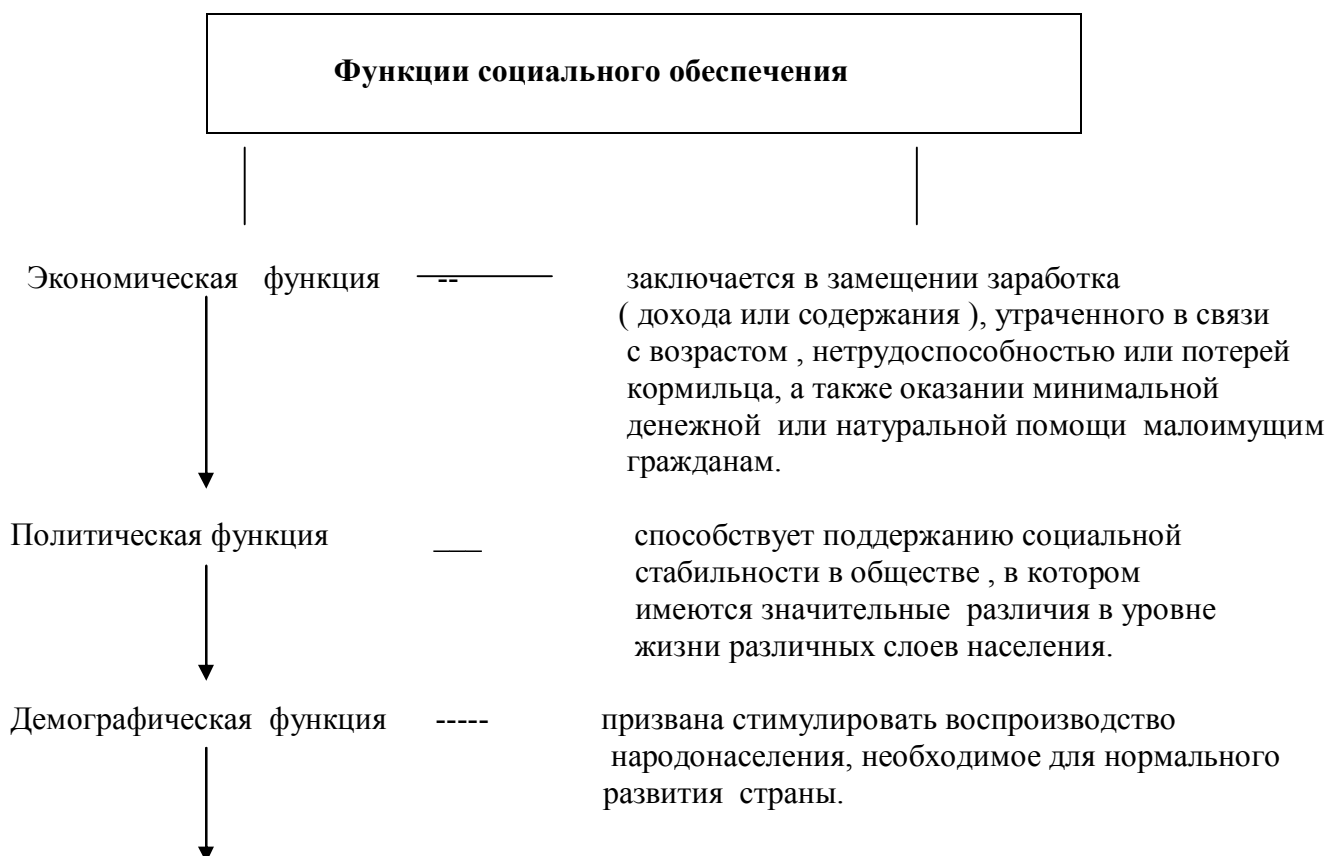 Функции социального обеспечения
Экономическая функция -- заключается в замещении заработка
( дохода или содержания ), утраченного в связи
с возрастом , нетрудоспособностью или потерей
кормильца, а также оказании минимальной
денежной или натуральной помощи малоимущим
гражданам.
Политическая функция ___ способствует поддержанию социальной
стабильности в обществе , в котором
имеются значительные различия в уровне
жизни различных слоев населения.
Демографическая функция ----- призвана стимулировать воспроизводство
народонаселения, необходимое для нормального
развития страны.